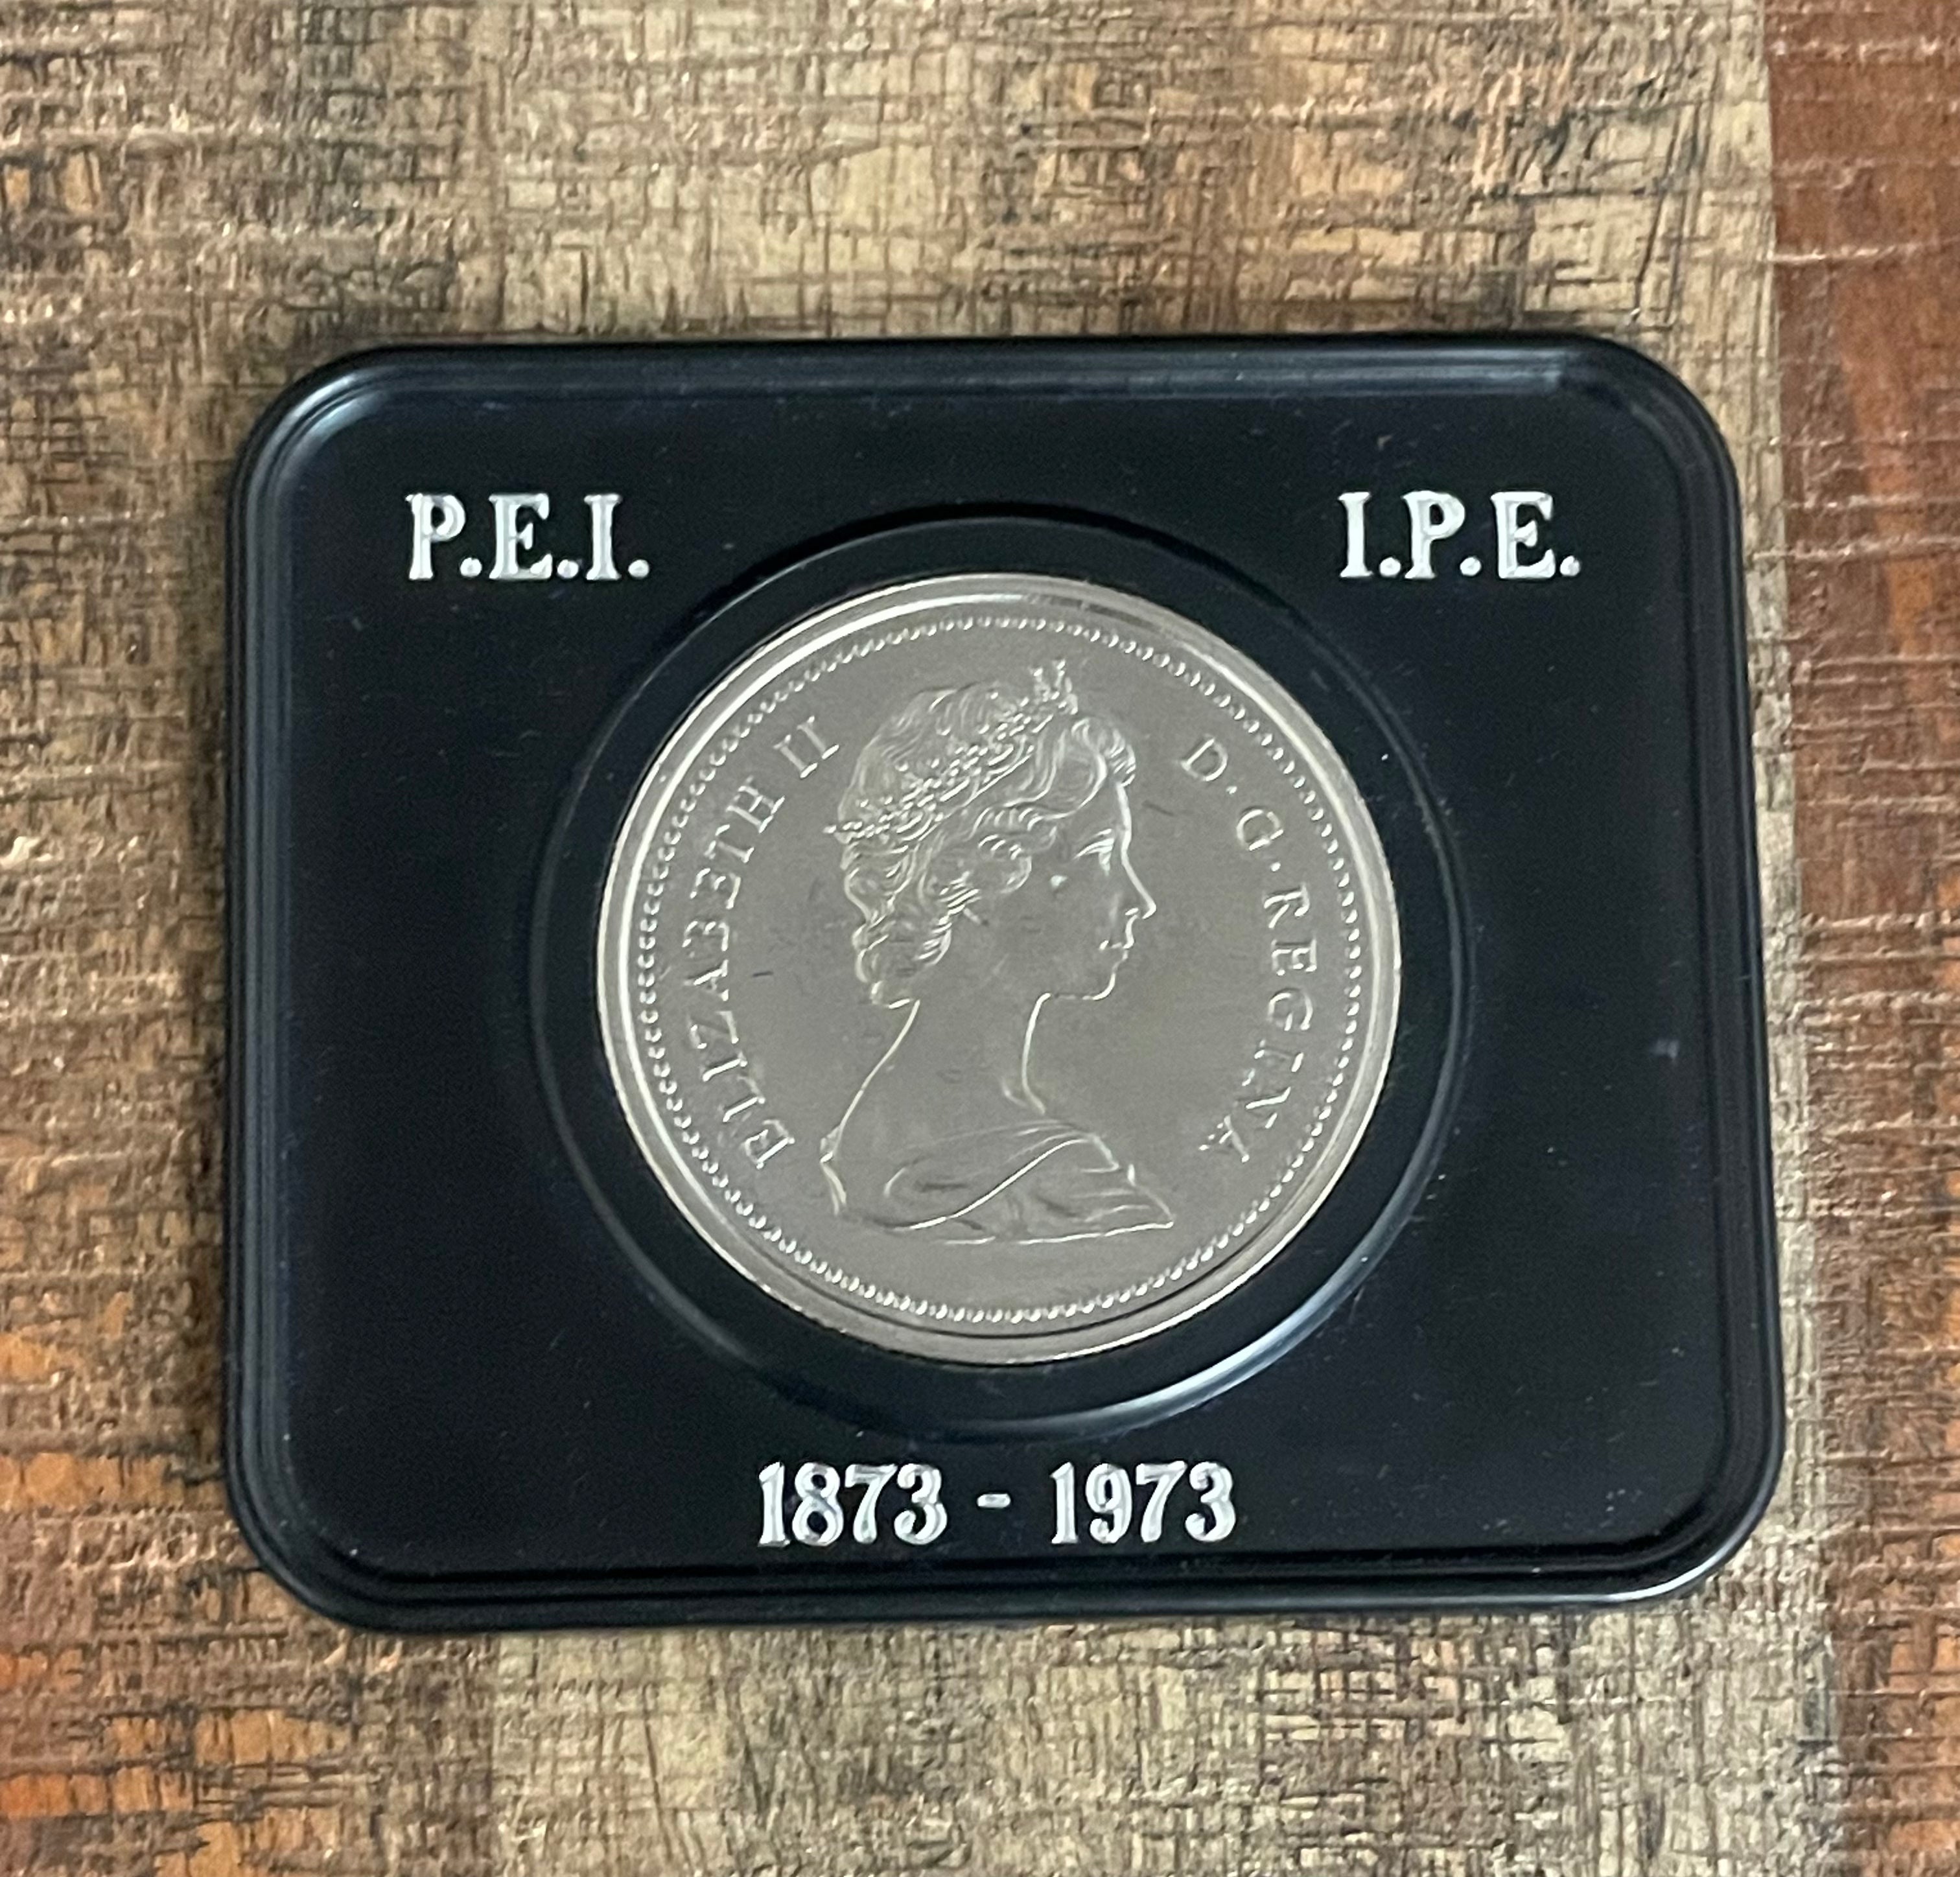 P.E.I. I.P.E.
ELIZABETH II D·G·REGINA
1873 - 1973